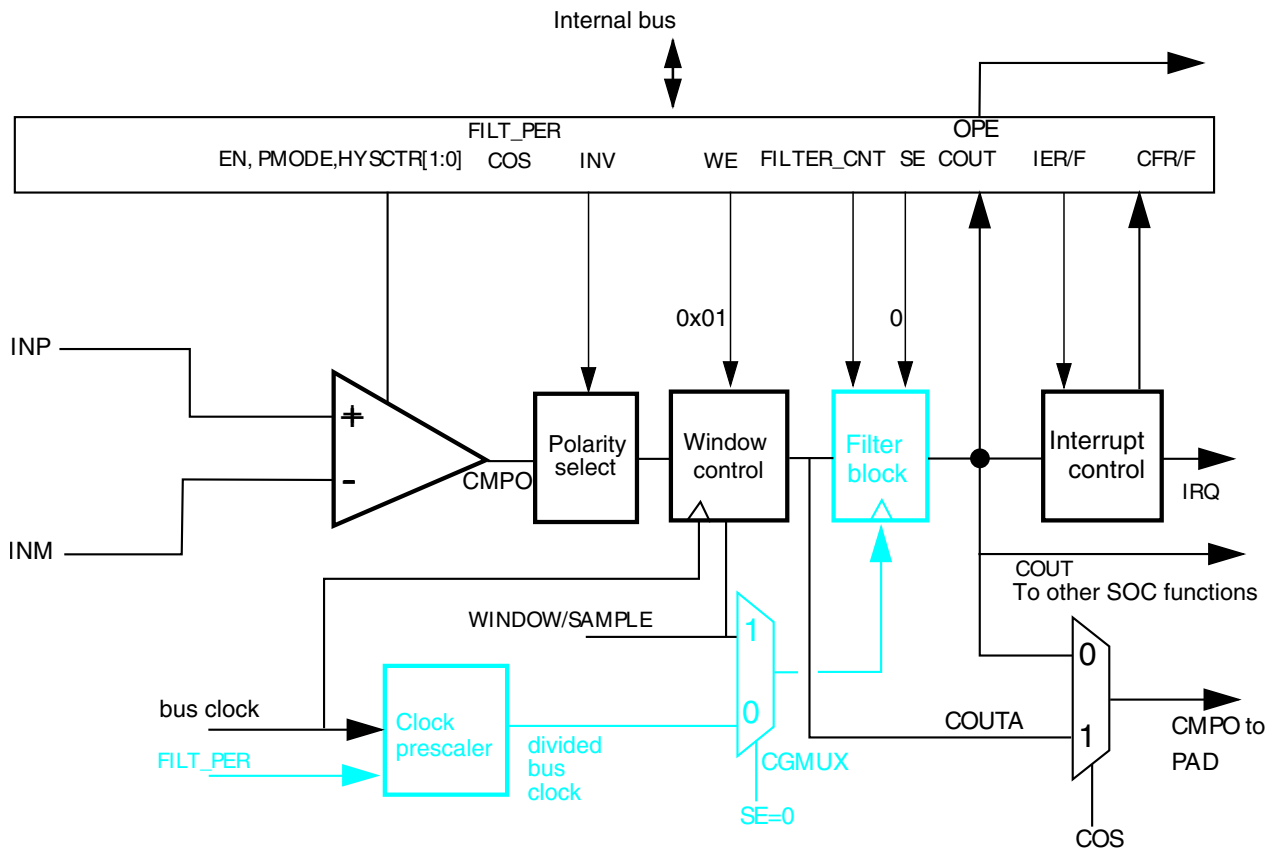 Internal bus
FILT_PER
OPE
EN, PMODE,HYSCTR[1:0]
COS
INV
WE
FILTER_CNT
SE
COUT
IER/F
CFR/F
0x01
0
INP
INM
+
-
CMPO
Polarity
select
Window
control
Filter
block
Interrupt
control
IRQ
COUT
To other SOC functions
WINDOW/SAMPLE
1
0
0
1
bus clock
FILT_PER
Clock
prescaler
divided
bus
clock
CGMUX
SE=0
COUTA
CMPO to
PAD
COS